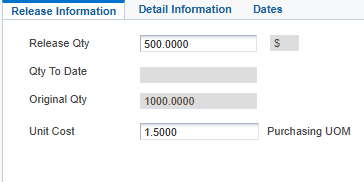 Release Information Detail Information Dates
Release Qty 500.0000 $
Qty To Date
Original Qty 1000.0000
Unit Cost 1.5000 Purchasing UOM